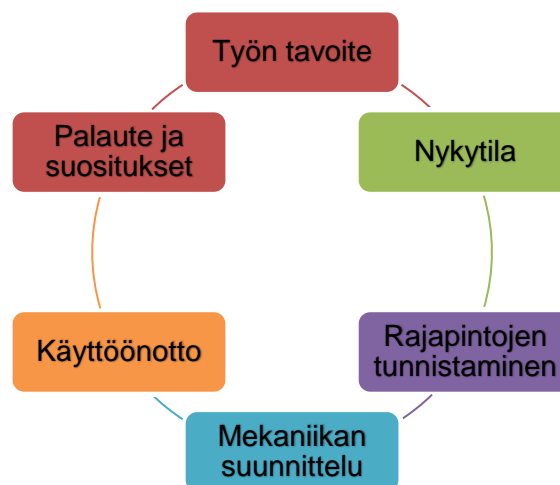 Työn tavoite
Nykytila
Rajapintojen
tunnistaminen
Mekaniikan
suunnittelu
Käyttöönotto
Palaute ja
suositukset